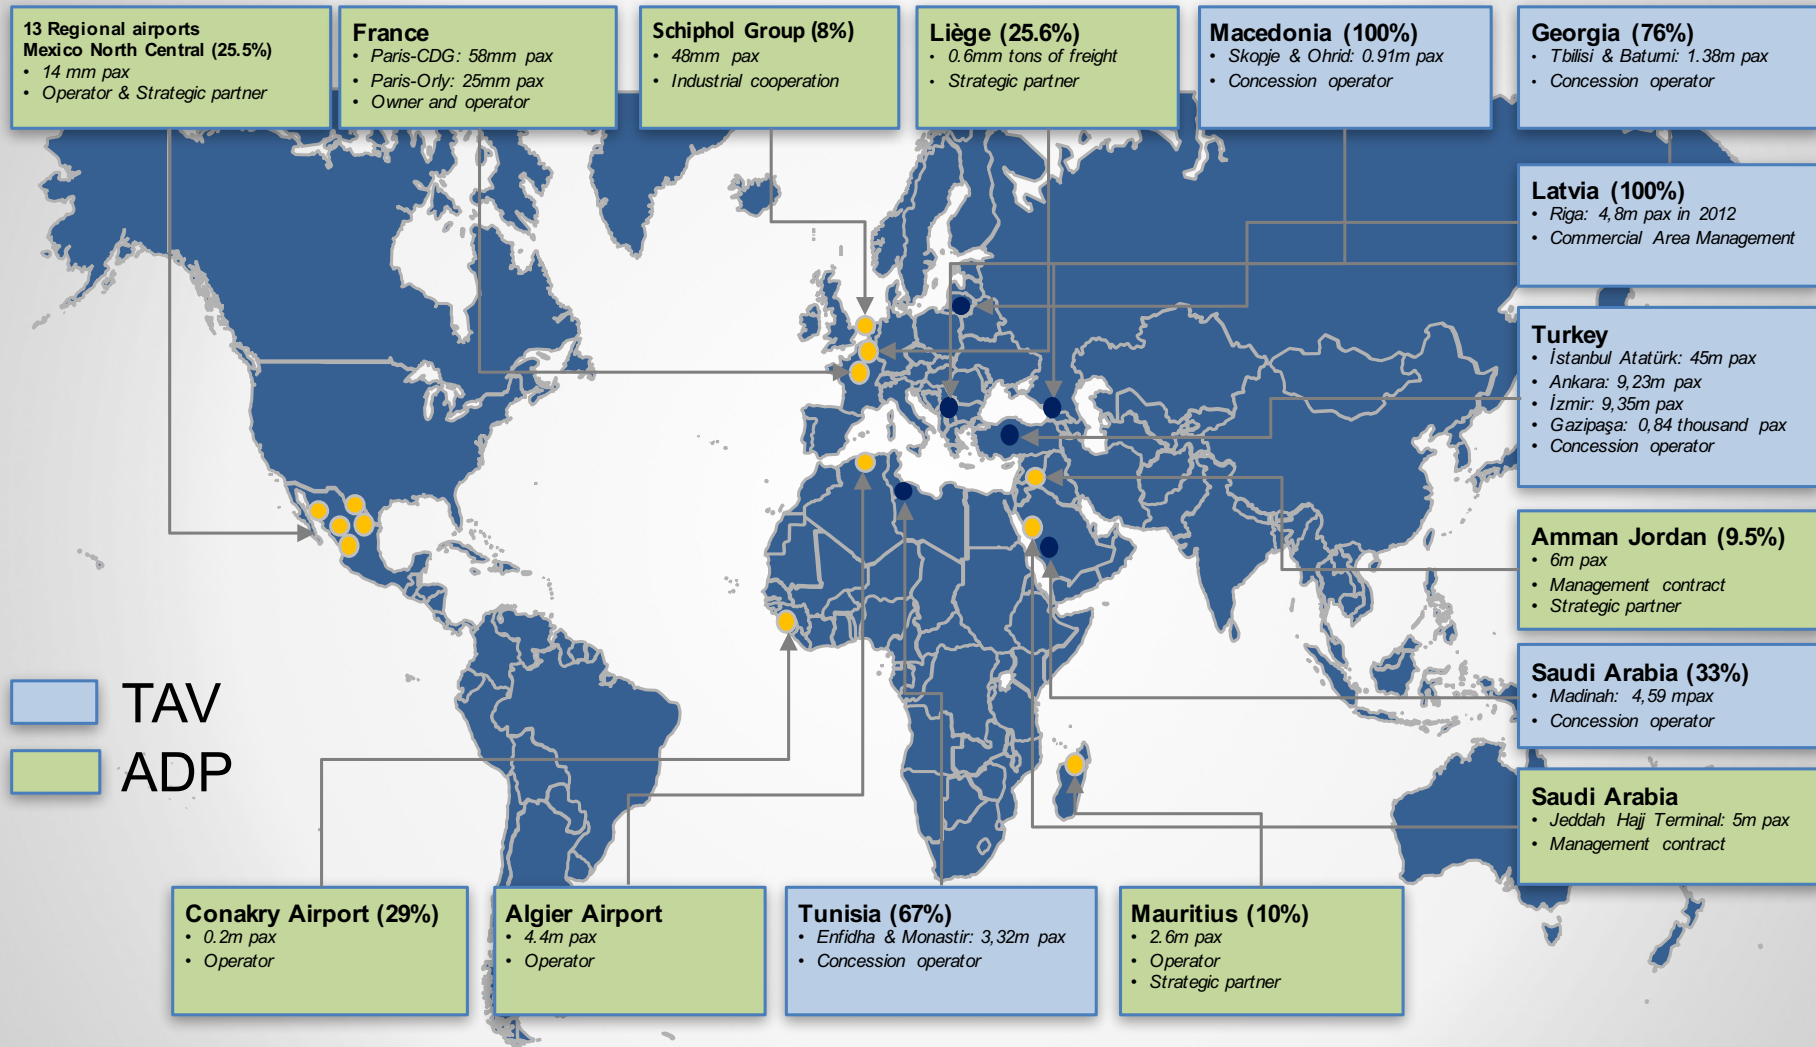 13 Regional airports
Mexico North Central (25.5%)
• 14 mm pax
• Operator & Strategic partner
France
• Paris-CDG: 58mm pax
• Paris-Orly: 25mm pax
• Owner and operator
Schiphol Group (8%)
• 48mm pax
• Industrial cooperation
Liège (25.6%)
• 0.6mm tons of freight
• Strategic partner
Macedonia (100%)
• Skopje & Ohrid: 0.91m pax
• Concession operator
Georgia (76%)
• Tbilisi & Batumi: 1.38m pax
• Concession operator
Latvia (100%)
• Riga: 4,8m pax in 2012
• Commercial Area Management
Turkey
• İstanbul Atatürk: 45m pax
• Ankara: 9,23m pax
• İzmir: 9,35m pax
• Gazipaşa: 0,84 thousand pax
• Concession operator
Amman Jordan (9.5%)
• 6m pax
• Management contract
• Strategic partner
Saudi Arabia (33%)
• Madinah: 4,59 mpax
• Concession operator
Saudi Arabia
• Jeddah Hajj Terminal: 5m pax
• Management contract
TAV
ADP
Conakry Airport (29%)
• 0.2m pax
• Operator
Algier Airport
• 4.4m pax
• Operator
Tunisia (67%)
• Enfidha & Monastir: 3,32m pax
• Concession operator
Mauritius (10%)
• 2.6m pax
• Operator
• Strategic partner